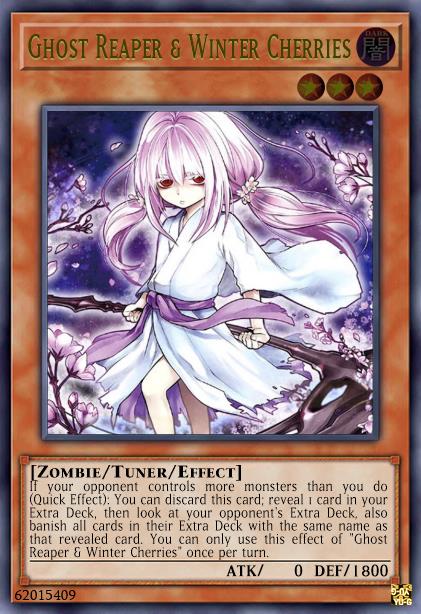 GHOST REAPER & WINTER CHERRIES
DARK
闇
[ZOMBIE/TUNER/EFFECT]
If your opponent controls more monsters than you do
(Quick Effect): You can discard this card; reveal 1 card in your
Extra Deck, then look at your opponent's Extra Deck, also
banish all cards in their Extra Deck with the same name as
that revealed card. You can only use this effect of "Ghost
Reaper & Winter Cherries" once per turn.
ATK/ 0 DEF/1800
62015409